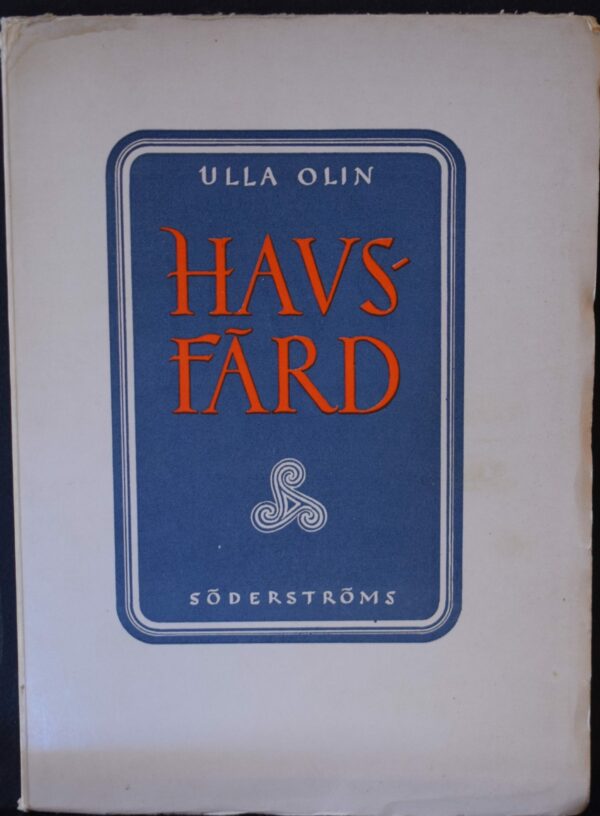 ULLA OLIN
HAVS-
FÄRD
SÖDERSTRÖMS